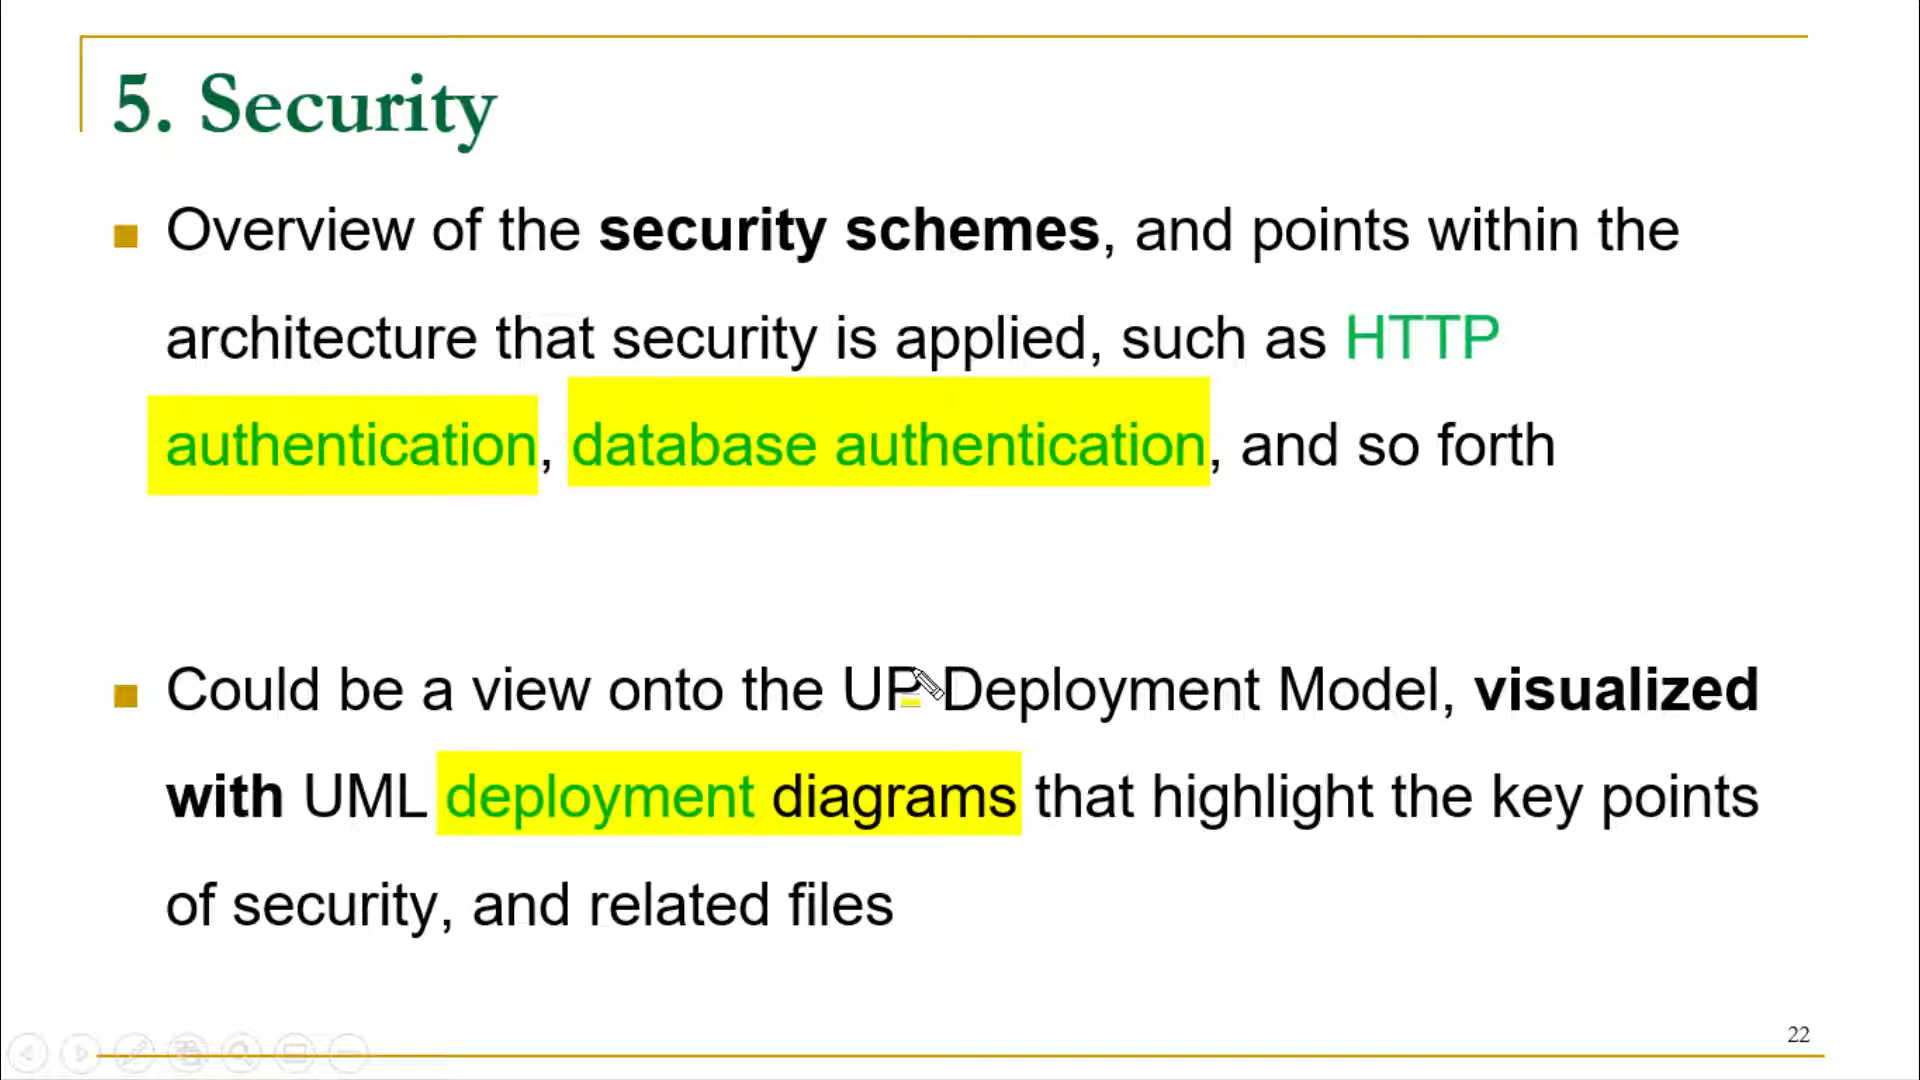 5. Security
Overview of the security schemes, and points within the
architecture that security is applied, such as HTTP
authentication, database authentication, and so forth
Could be a view onto the UP Deployment Model, visualized
with UML deployment diagrams that highlight the key points
of security, and related files
22